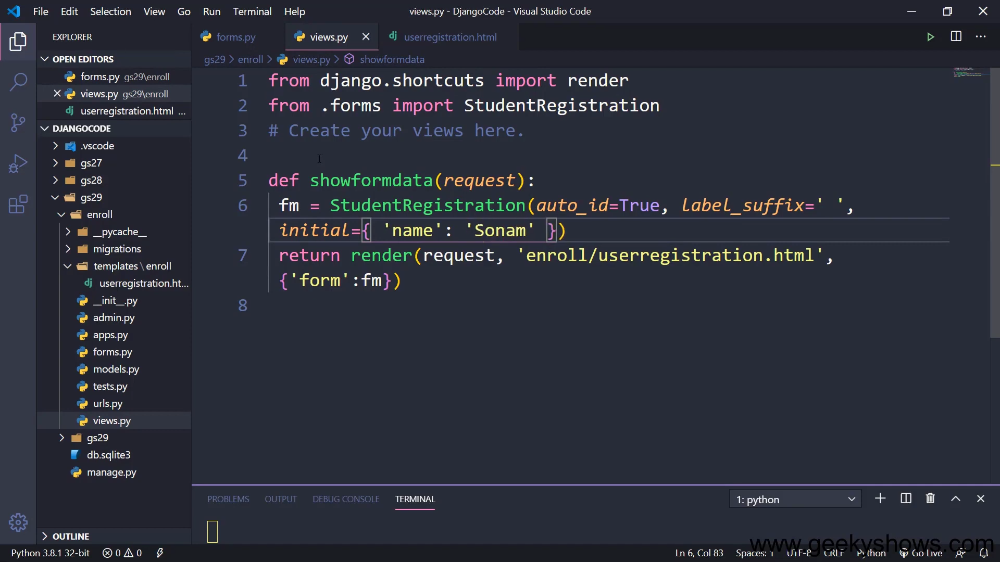 File Edit Selection View Go Run Terminal Help
views.py - DjangoCode - Visual Studio Code
EXPLORER
OPEN EDITORS
forms.py gs29\enroll
views.py gs29\enroll
userregistration.html ...
DJANGOCODE
.vscode
gs27
gs28
gs29
enroll
__pycache__
migrations
templates \ enroll
userregistration.ht...
__init__.py
admin.py
apps.py
forms.py
models.py
tests.py
urls.py
views.py
gs29
db.sqlite3
manage.py
OUTLINE
forms.py views.py userregistration.html ...
gs29 > enroll > views.py > showformdata
1 from django.shortcuts import render
2 from .forms import StudentRegistration
3 # Create your views here.
4
5 def showformdata(request):
6 fm = StudentRegistration(auto_id=True, label_suffix=' ',
initial={ 'name': 'Sonam' })
7 return render(request, 'enroll/userregistration.html',
{'form':fm})
8
PROBLEMS OUTPUT DEBUG CONSOLE TERMINAL 1: python
www.geekyshows.com
Python 3.8.1 32-bit 0 0 Ln 6, Col 83 Spaces: 1 UTF-8 CRLF Python Go Live